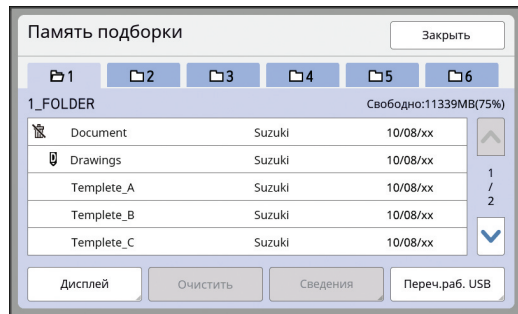 Память подборки
Закрыть
1 2 3 4 5 6
1_FOLDER Свободно:11339MB(75%)
Document Suzuki 10/08/xx
Drawings Suzuki 10/08/xx
Templete_A Suzuki 10/08/xx
Templete_B Suzuki 10/08/xx
Templete_C Suzuki 10/08/xx
1
/
2
Дисплей Очистить Сведения Переч.раб. USB